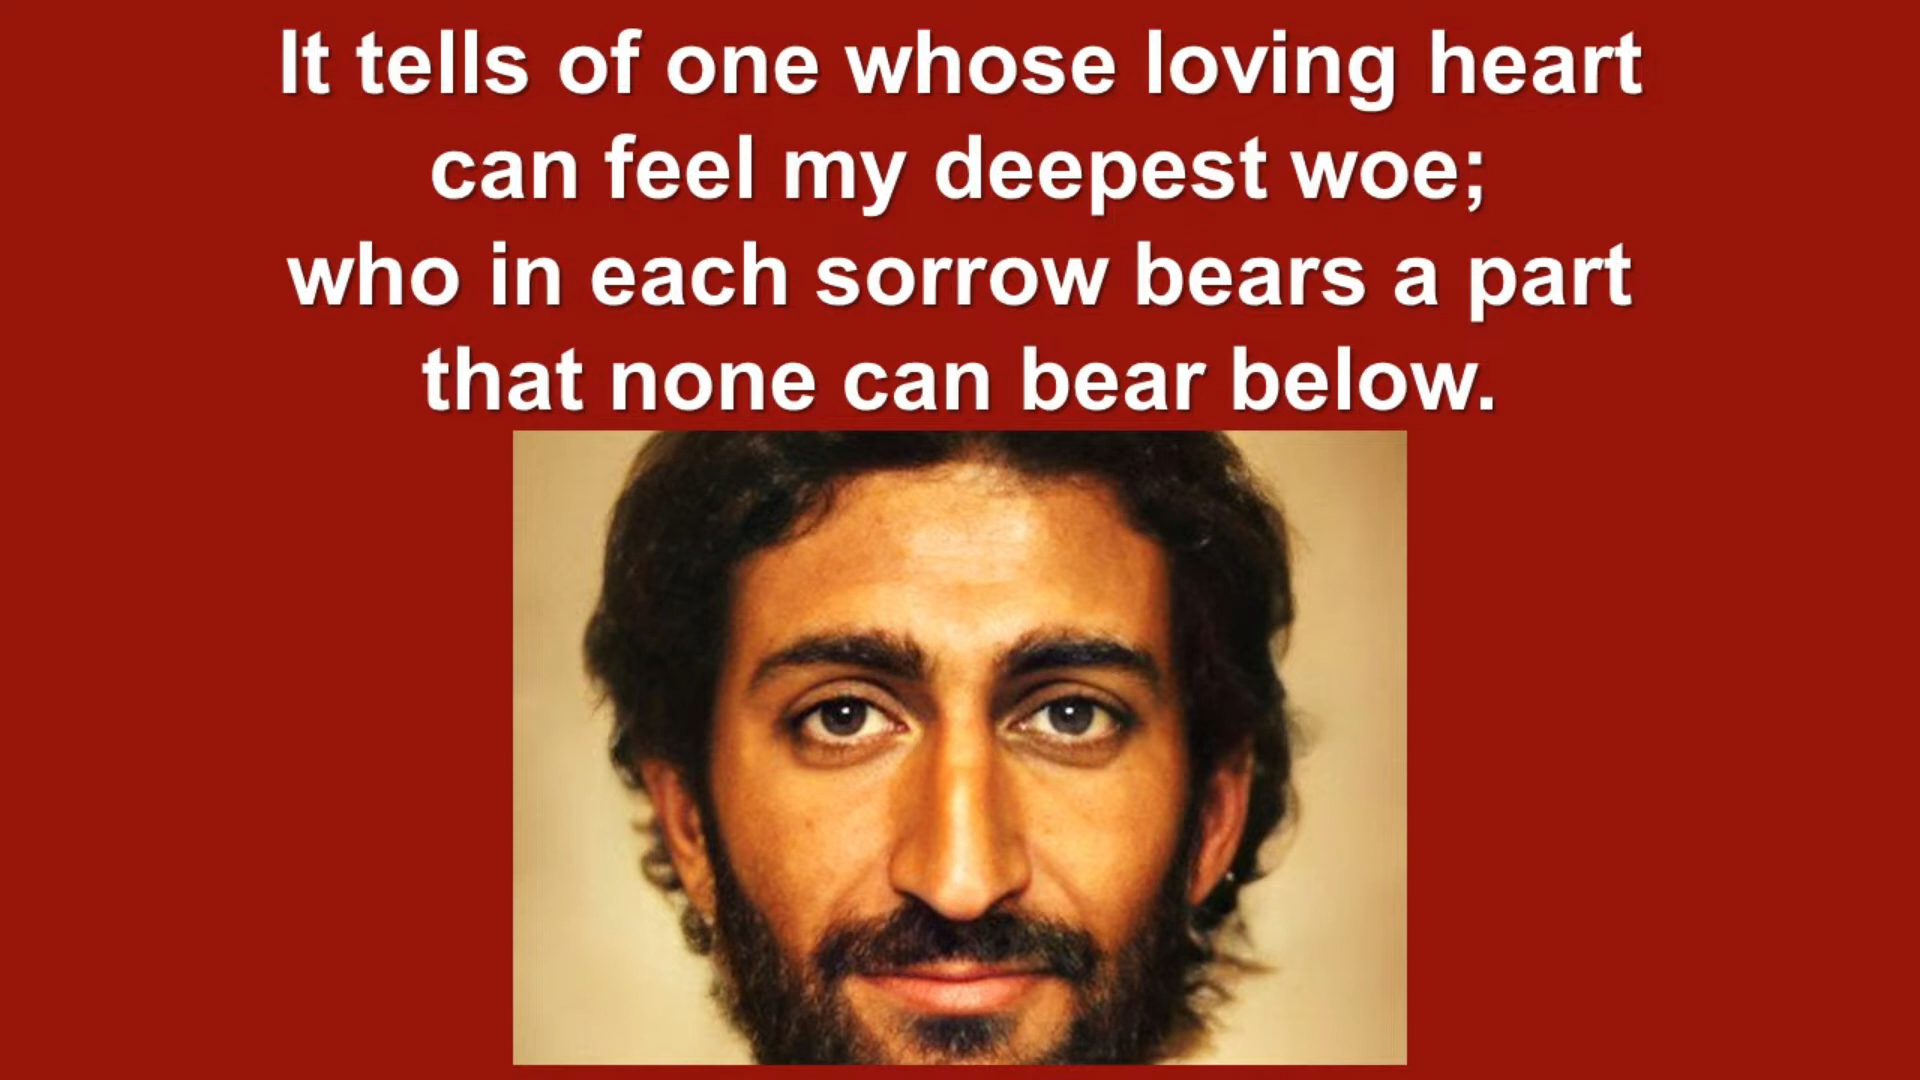 It tells of one whose loving heart
can feel my deepest woe;
who in each sorrow bears a part
that none can bear below.